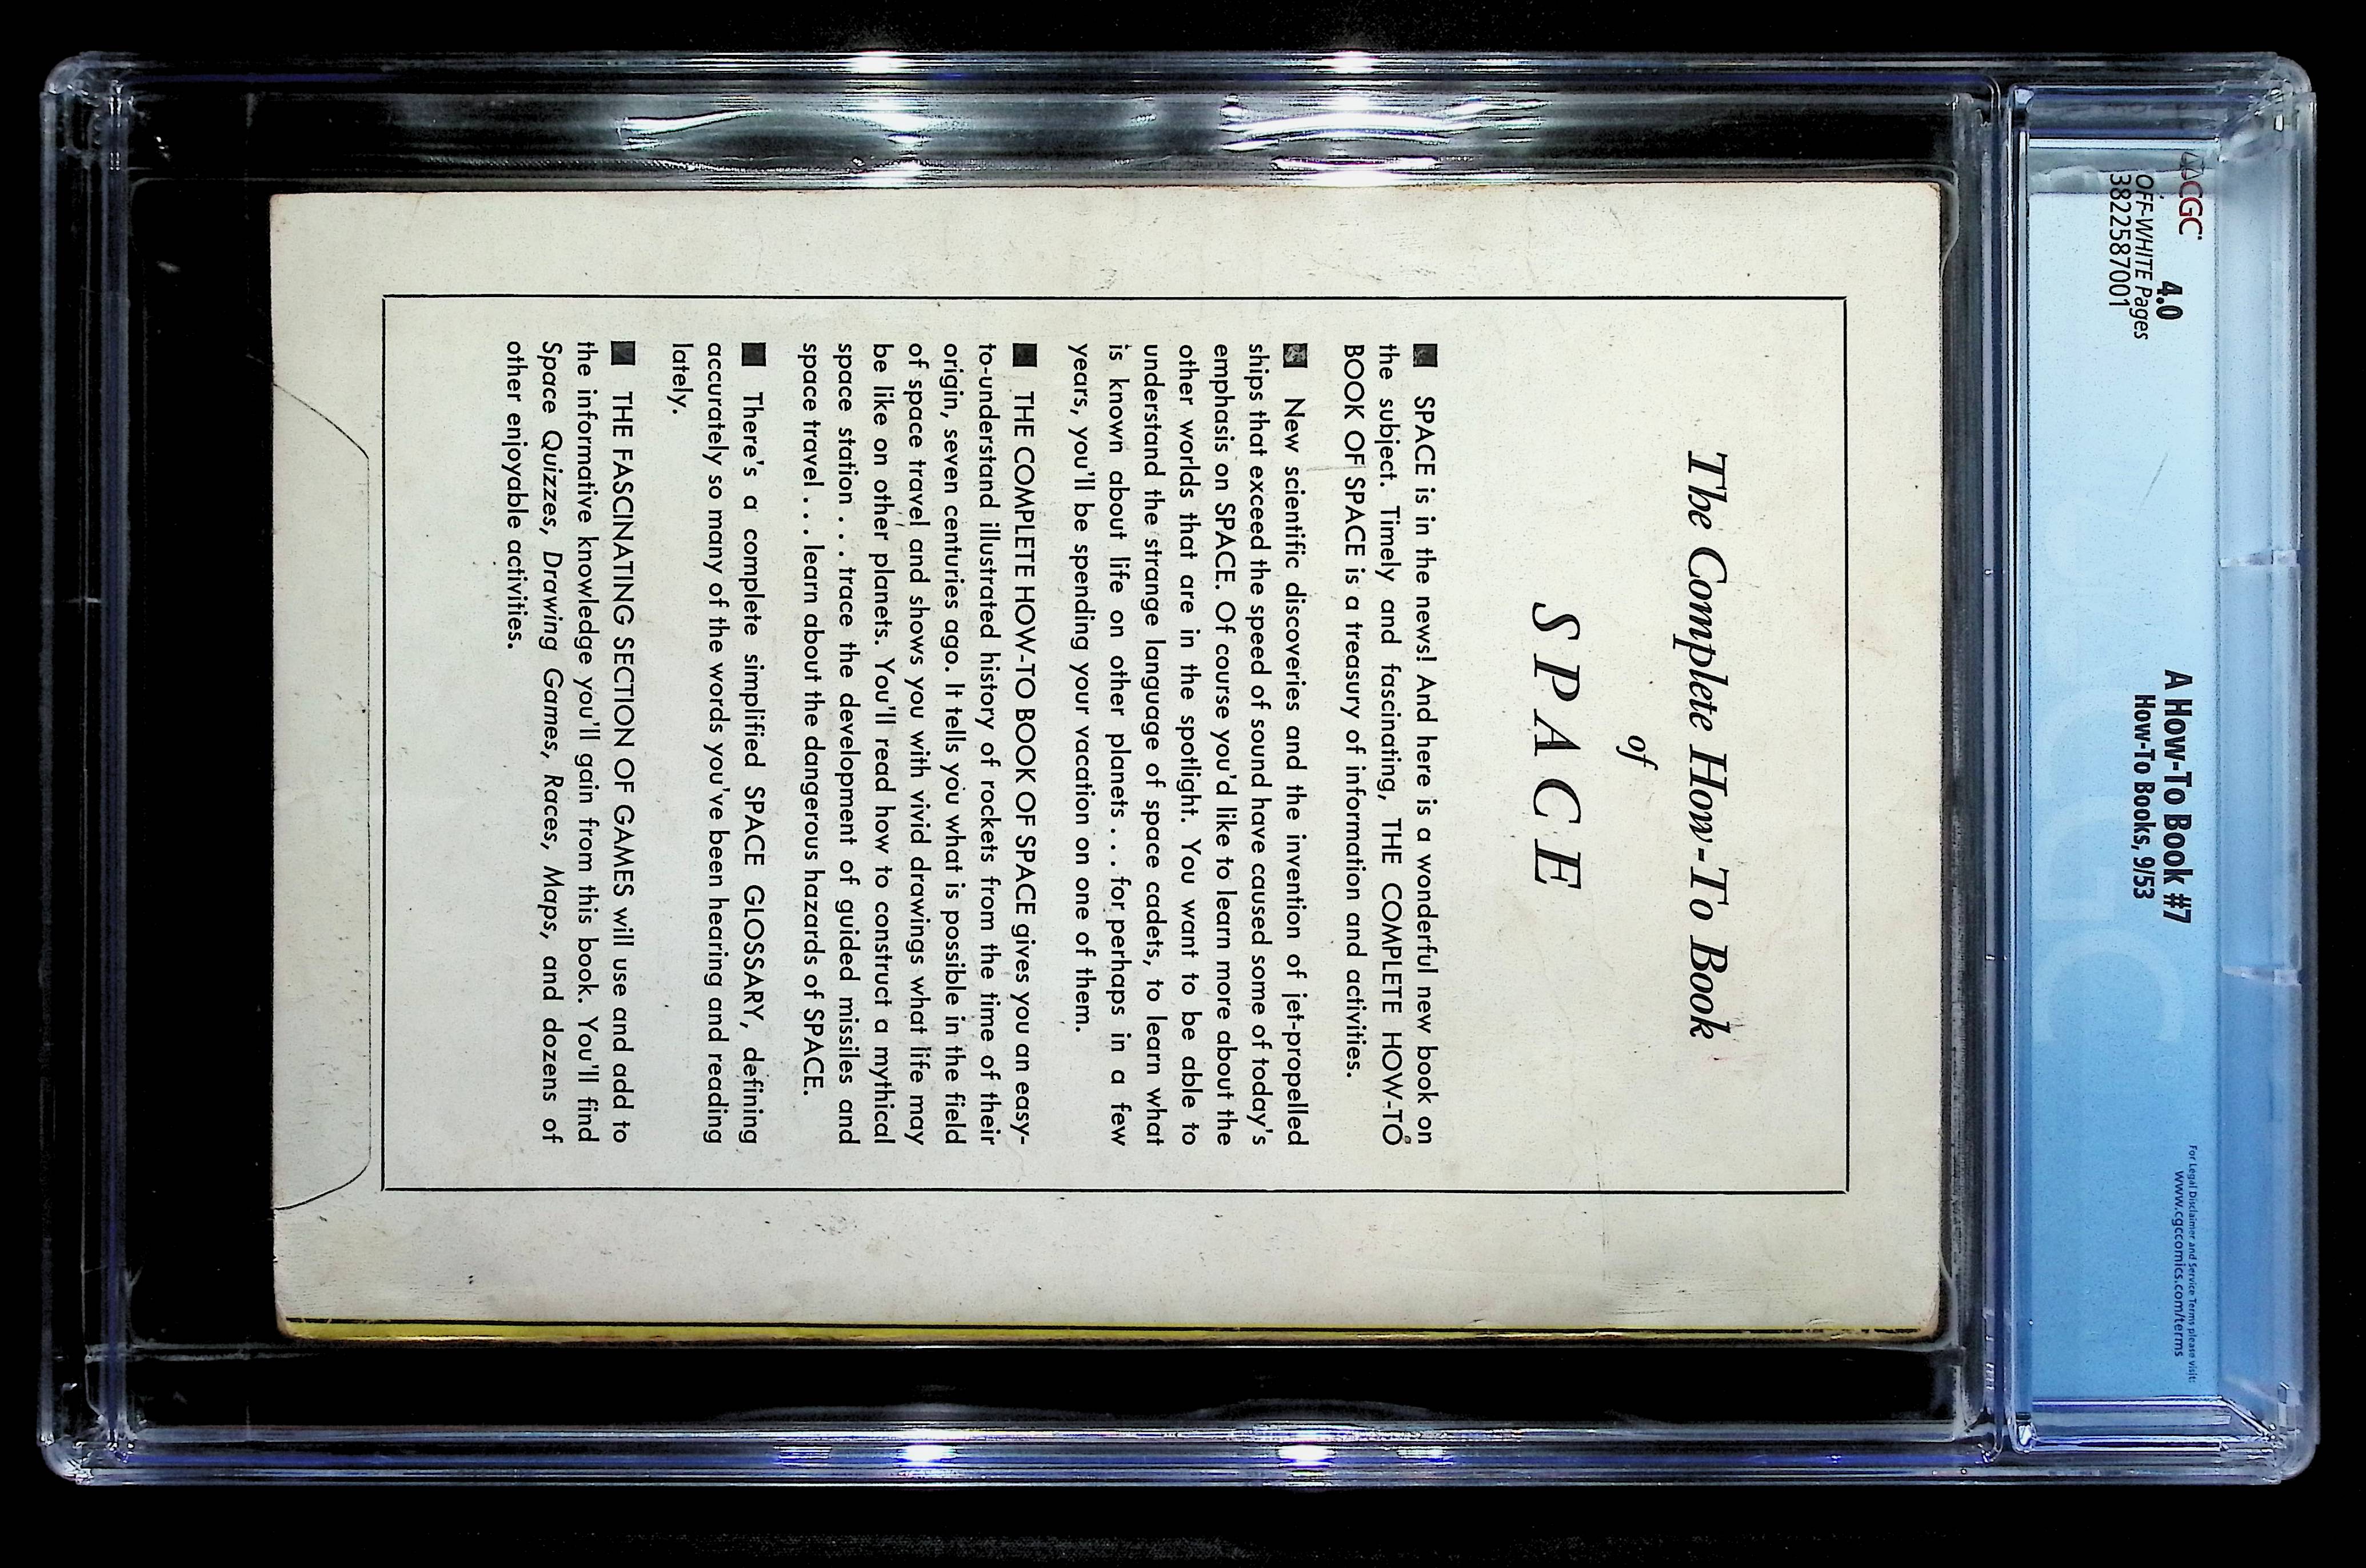 CGC
4.0
OFF-WHITE Pages
3822587001
A How-To Book #7
How-To Books, 9/53
For Legal Disclaimer and Service Terms please visit:
www.cgccomics.com/terms
The Complete How-To Book
of
SPACE
■ SPACE is in the news! And here is a wonderful new book on
the subject. Timely and fascinating, THE COMPLETE HOW-TO
BOOK OF SPACE is a treasury of information and activities.
■ New scientific discoveries and the invention of jet-propelled
ships that exceed the speed of sound have caused some of today's
emphasis on SPACE. Of course you'd like to learn more about the
other worlds that are in the spotlight. You want to be able to
understand the strange language of space cadets, to learn what
is known about life on other planets . . . for perhaps in a few
years, you'll be spending your vacation on one of them.
■ THE COMPLETE HOW-TO BOOK OF SPACE gives you an easy-
to-understand illustrated history of rockets from the time of their
origin, seven centuries ago. It tells you what is possible in the field
of space travel and shows you with vivid drawings what life may
be like on other planets. You'll read how to construct a mythical
space station . . . trace the development of guided missiles and
space travel . . . learn about the dangerous hazards of SPACE.
■ There's a complete simplified SPACE GLOSSARY, defining
accurately so many of the words you've been hearing and reading
lately.
■ THE FASCINATING SECTION OF GAMES will use and add to
the informative knowledge you'll gain from this book. You'll find
Space Quizzes, Drawing Games, Races, Maps, and dozens of
other enjoyable activities.